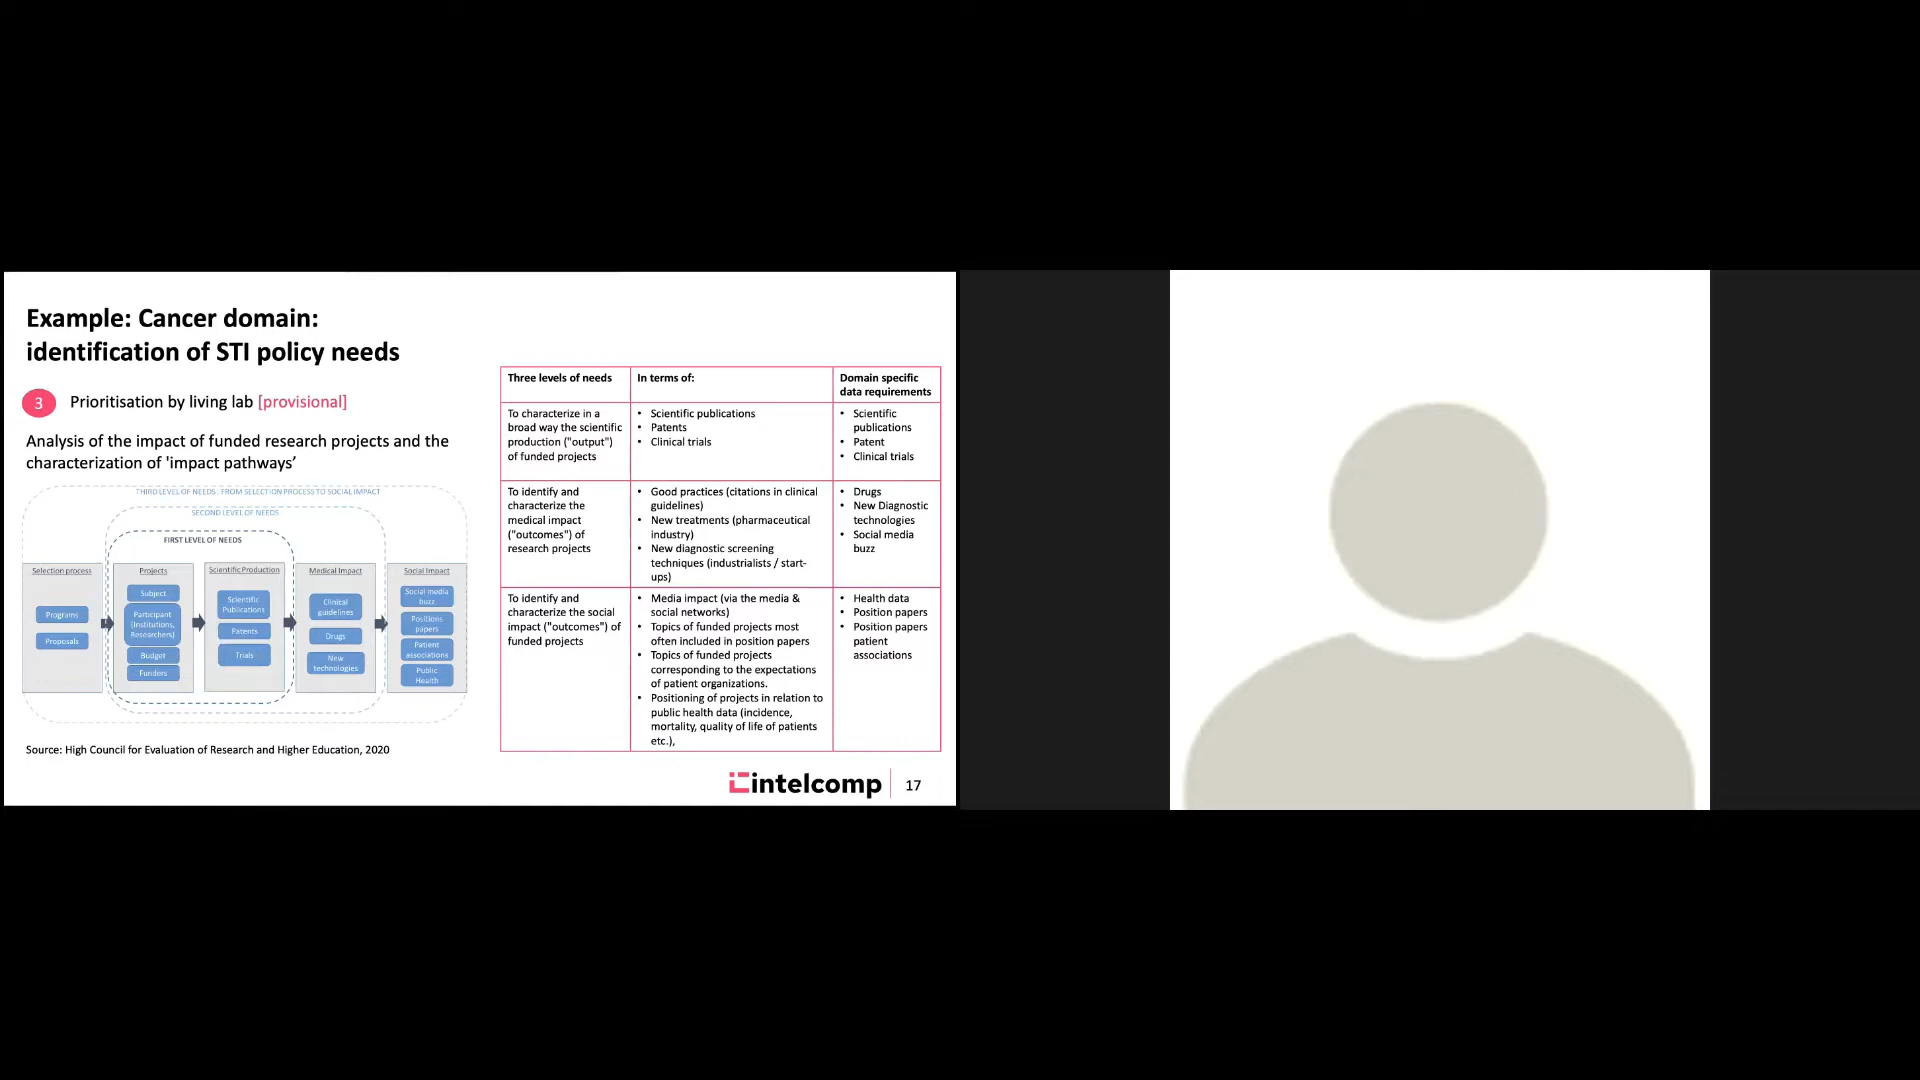 Example: Cancer domain:
identification of STI policy needs
3
Prioritisation by living lab [provisional]
Analysis of the impact of funded research projects and the
characterization of 'impact pathways’
THIRD LEVEL OF NEEDS : FROM SELECTION PROCESS TO SOCIAL IMPACT
SECOND LEVEL OF NEEDS
FIRST LEVEL OF NEEDS
Selection process
Programs
Proposals
Projects
Subject
Participant
(Institutions,
Researchers)
Budget
Funders
Scientific Production
Scientific
Publications
Patents
Trials
Medical Impact
Clinical
guidelines
Drugs
New
technologies
Social Impact
Social media
buzz
Positions
papers
Patient
associations
Public
Health
Source: High Council for Evaluation of Research and Higher Education, 2020
Three levels of needs
In terms of:
Domain specific
data requirements
To characterize in a
broad way the scientific
production ("output")
of funded projects
• Scientific publications
• Patents
• Clinical trials
• Scientific
publications
• Patent
• Clinical trials
To identify and
characterize the
medical impact
("outcomes") of
research projects
• Good practices (citations in clinical
guidelines)
• New treatments (pharmaceutical
industry)
• New diagnostic screening
techniques (industrialists / start-
ups)
• Drugs
• New Diagnostic
technologies
• Social media
buzz
To identify and
characterize the social
impact ("outcomes") of
funded projects
• Media impact (via the media &
social networks)
• Topics of funded projects most
often included in position papers
• Topics of funded projects
corresponding to the expectations
of patient organizations.
• Positioning of projects in relation to
public health data (incidence,
mortality, quality of life of patients
etc.),
• Health data
• Position papers
• Position papers
patient
associations
intelcomp
17